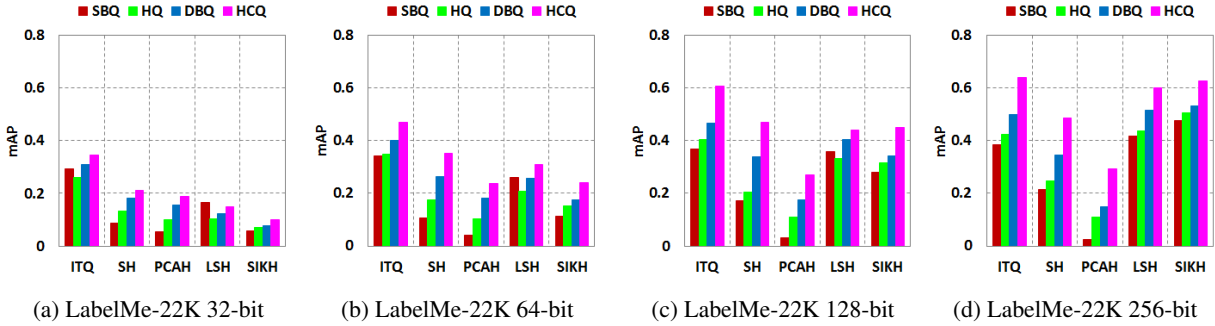 SBQ HQ DBQ HCQ
0.8
0.6
0.4
0.2
0
mAP
ITQ SH PCAH LSH SIKH
(a) LabelMe-22K 32-bit
SBQ HQ DBQ HCQ
0.8
0.6
0.4
0.2
0
mAP
ITQ SH PCAH LSH SIKH
(b) LabelMe-22K 64-bit
SBQ HQ DBQ HCQ
0.8
0.6
0.4
0.2
0
mAP
ITQ SH PCAH LSH SIKH
(c) LabelMe-22K 128-bit
SBQ HQ DBQ HCQ
0.8
0.6
0.4
0.2
0
mAP
ITQ SH PCAH LSH SIKH
(d) LabelMe-22K 256-bit